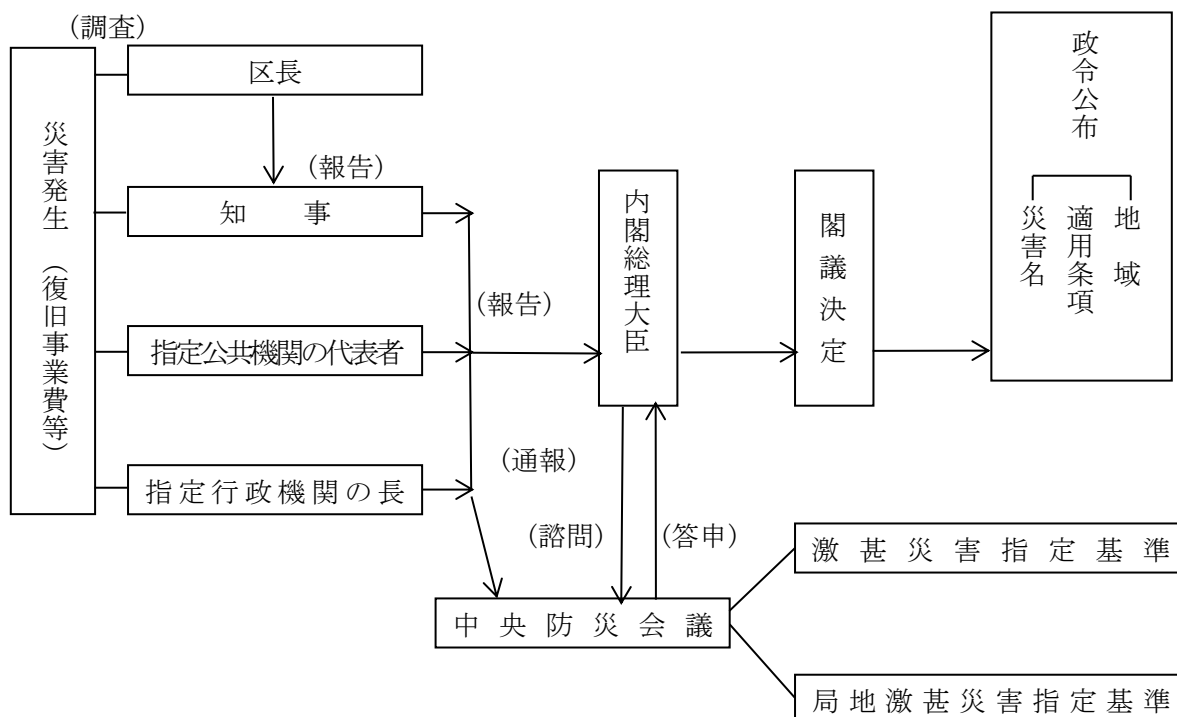 (調査)
災害発生 (復旧事業費等)
区長
(報告)
知 事
指定公共機関の代表者
指定行政機関の長
(報告)
(通報)
内閣総理大臣
閣議決定
政令公布
地 域
適用条項
災害名
(諮問)
(答申)
中央防災会議
激甚災害指定基準
局地激甚災害指定基準